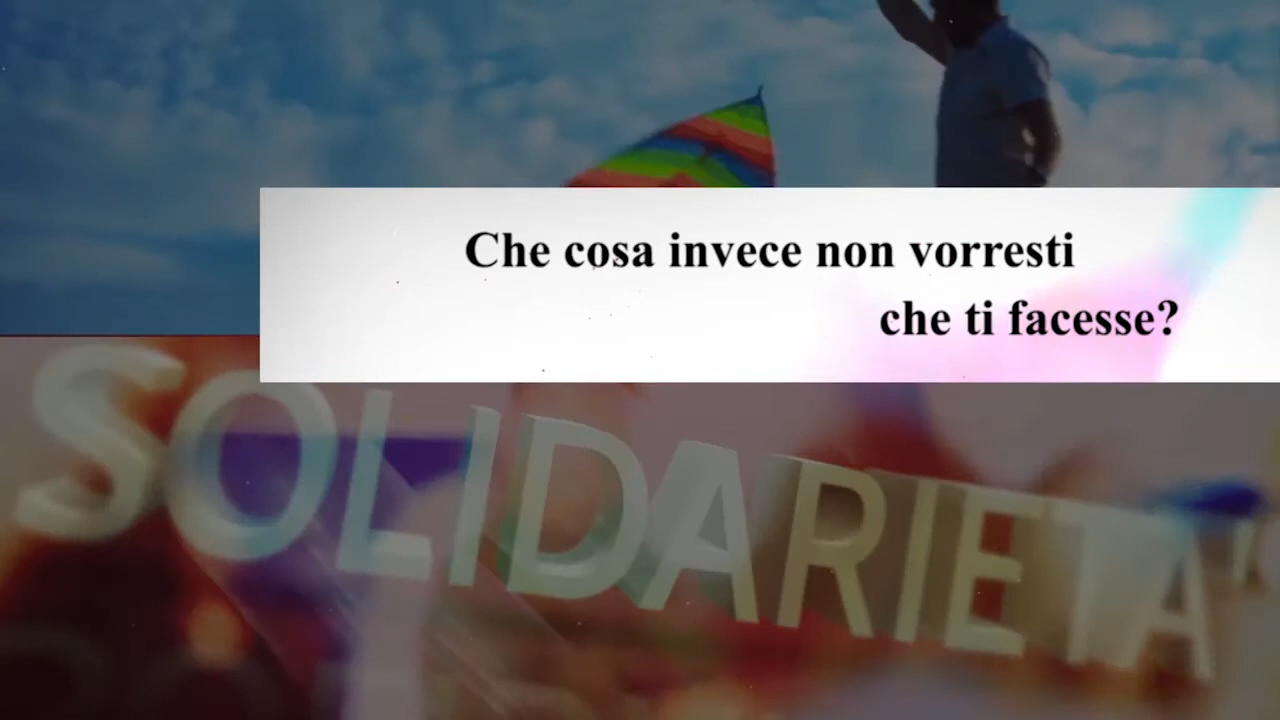 Che cosa invece non vorresti
che ti facesse?
SOLIDARIETA'